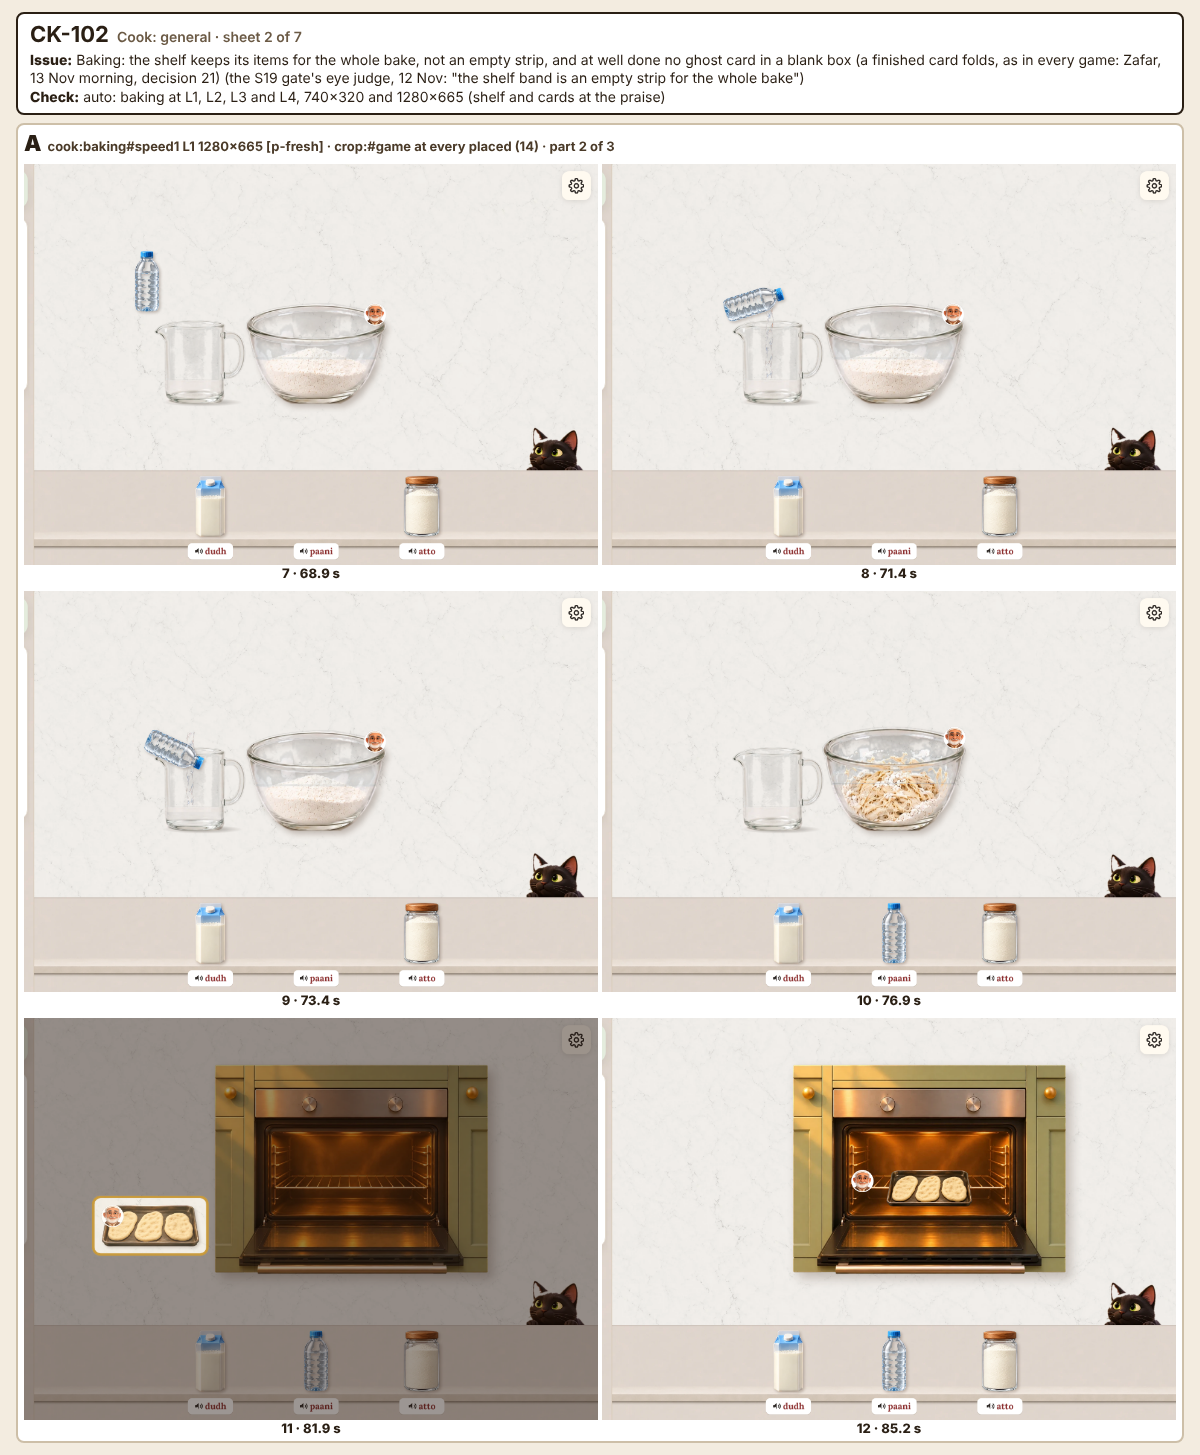 CK-102 Cook: general · sheet 2 of 7
Issue: Baking: the shelf keeps its items for the whole bake, not an empty strip, and at well done no ghost card in a blank box (a finished card folds, as in every game: Zafar,
13 Nov morning, decision 21) (the S19 gate's eye judge, 12 Nov: "the shelf band is an empty strip for the whole bake")
Check: auto: baking at L1, L2, L3 and L4, 740×320 and 1280×665 (shelf and cards at the praise)
A cook:baking#speed1 L1 1280×665 [p-fresh] · crop:#game at every placed (14) · part 2 of 3
dudh paani atto
dudh paani atto
7 · 68.9 s
8 · 71.4 s
dudh paani atto
dudh paani atto
9 · 73.4 s
10 · 76.9 s
dudh paani atto
dudh paani atto
11 · 81.9 s
12 · 85.2 s